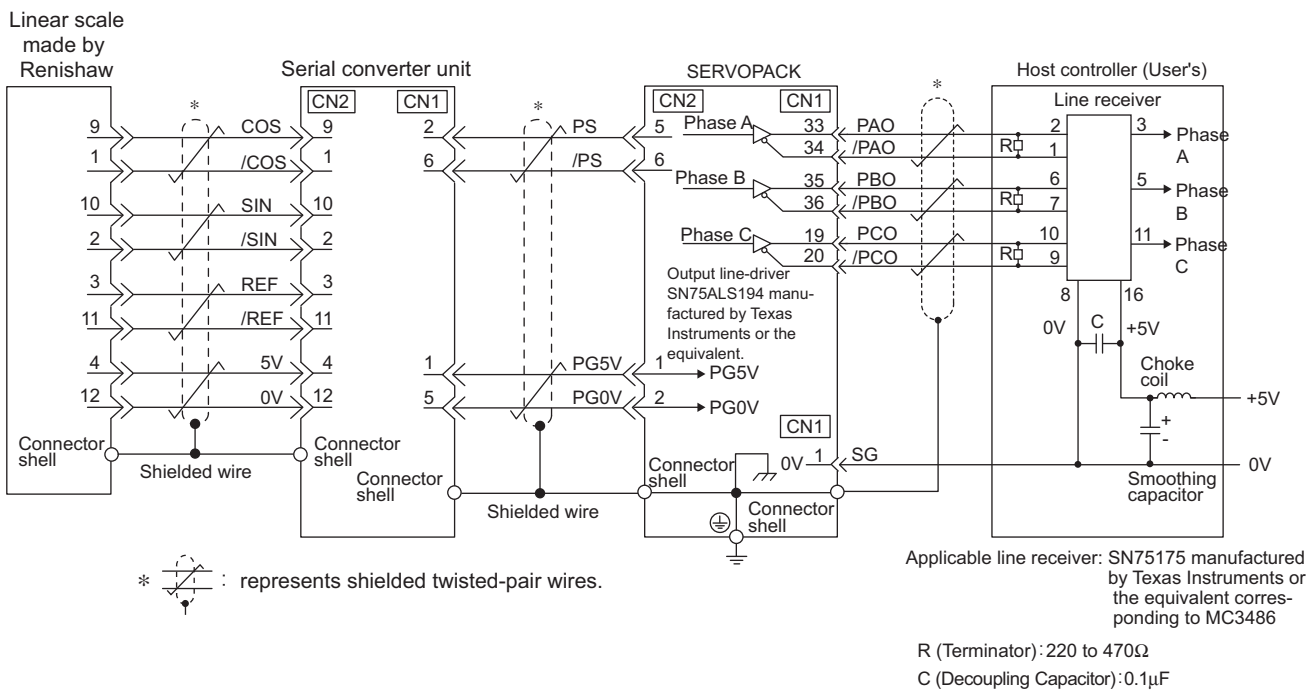 Linear scale
made by
Renishaw
Serial converter unit
SERVOPACK
Host controller (User's)
*
*
*
CN2
CN1
CN2
CN1
Line receiver
9
COS
9
2
PS
5
Phase A
33
PAO
2
3
Phase
A
1
/COS
1
6
/PS
6
34
/PAO
R
1
10
SIN
10
Phase B
35
PBO
6
5
Phase
B
2
/SIN
2
36
/PBO
R
7
Phase C
19
PCO
10
11
Phase
C
20
/PCO
R
9
3
REF
3
11
/REF
11
Output line-driver
SN75ALS194 manu-
factured by Texas
Instruments or the
equivalent.
8
16
0V
C
+5V
4
5V
4
1
PG5V
1
PG5V
Choke
coil
12
0V
12
5
PG0V
2
PG0V
+5V
CN1
+
-
Connector
shell
Shielded wire
Connector
shell
0V
1
SG
0V
Connector
shell
Shielded wire
Connector
shell
Connector
shell
Smoothing
capacitor
* : represents shielded twisted-pair wires.
Applicable line receiver: SN75175 manufactured
by Texas Instruments or
the equivalent corres-
ponding to MC3486
R (Terminator):220 to 470Ω
C (Decoupling Capacitor):0.1μF